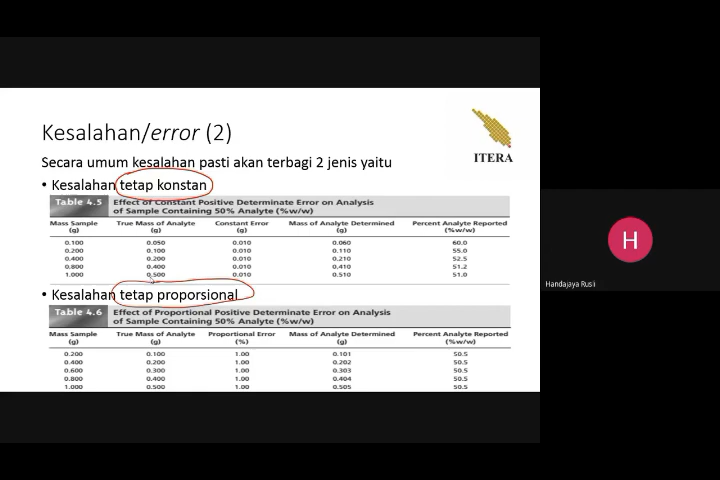 Kesalahan/error (2)
ITERA
Secara umum kesalahan pasti akan terbagi 2 jenis yaitu
• Kesalahan tetap konstan
Table 4.5 Effect of Constant Positive Determinate Error on Analysis
of Sample Containing 50% Analyte (%w/w)
Mass Sample True Mass of Analyte Constant Error Mass of Analyte Determined Percent Analyte Reported
(g) (g) (g) (g) (%w/w)
0.100 0.050 0.010 0.060 60.0
0.200 0.100 0.010 0.110 55.0
0.400 0.200 0.010 0.210 52.5
0.800 0.400 0.010 0.410 51.2
1.000 0.500 0.010 0.510 51.0
• Kesalahan tetap proporsional
Table 4.6 Effect of Proportional Positive Determinate Error on Analysis
of Sample Containing 50% Analyte (%w/w)
Mass Sample True Mass of Analyte Proportional Error Mass of Analyte Determined Percent Analyte Reported
(g) (g) (%) (g) (%w/w)
0.200 0.100 1.00 0.101 50.5
0.400 0.200 1.00 0.202 50.5
0.600 0.300 1.00 0.303 50.5
0.800 0.400 1.00 0.404 50.5
1.000 0.500 1.00 0.505 50.5
H
Handajaya Rusli